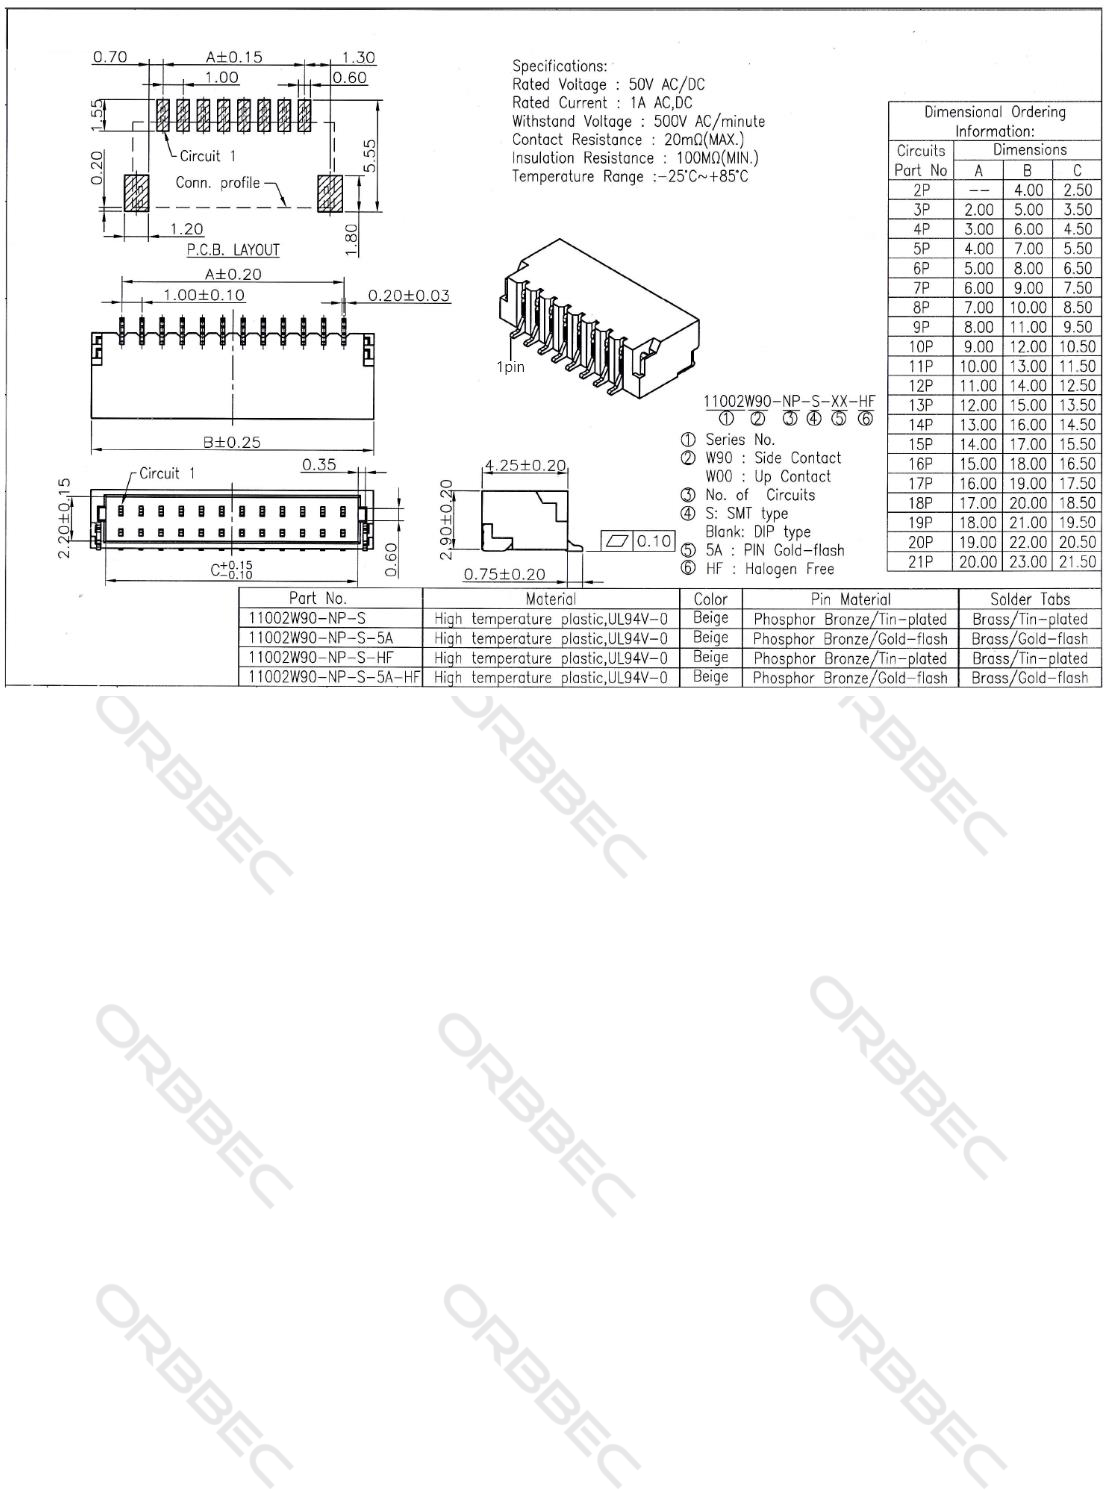 0.70
A±0.15
1.30
1.00
0.60
1.55
Circuit 1
0.20
Conn. profile
5.55
1.20
1.80
P.C.B. LAYOUT
A±0.20
1.00±0.10
0.20±0.03
B±0.25
Circuit 1
0.35
2.20±0.15
0.60
C+0.15
-0.10
Specifications:
Rated Voltage : 50V AC/DC
Rated Current : 1A AC,DC
Withstand Voltage : 500V AC/minute
Contact Resistance : 20mΩ(MAX.)
Insulation Resistance : 100MΩ(MIN.)
Temperature Range :-25°C~+85°C
1pin
4.25±0.20
2.90±0.20
0.10
0.75±0.20
11002W90-NP-S-XX-HF
① ② ③ ④ ⑤ ⑥
① Series No.
② W90 : Side Contact
W00 : Up Contact
③ No. of Circuits
④ S: SMT type
Blank: DIP type
⑤ 5A : PIN Gold-flash
⑥ HF : Halogen Free
Dimensional Ordering
Information:
Circuits Dimensions
Part No A B C
2P -- 4.00 2.50
3P 2.00 5.00 3.50
4P 3.00 6.00 4.50
5P 4.00 7.00 5.50
6P 5.00 8.00 6.50
7P 6.00 9.00 7.50
8P 7.00 10.00 8.50
9P 8.00 11.00 9.50
10P 9.00 12.00 10.50
11P 10.00 13.00 11.50
12P 11.00 14.00 12.50
13P 12.00 15.00 13.50
14P 13.00 16.00 14.50
15P 14.00 17.00 15.50
16P 15.00 18.00 16.50
17P 16.00 19.00 17.50
18P 17.00 20.00 18.50
19P 18.00 21.00 19.50
20P 19.00 22.00 20.50
21P 20.00 23.00 21.50
Part No. Material Color Pin Material Solder Tabs
11002W90-NP-S High temperature plastic,UL94V-0 Beige Phosphor Bronze/Tin-plated Brass/Tin-plated
11002W90-NP-S-5A High temperature plastic,UL94V-0 Beige Phosphor Bronze/Gold-flash Brass/Gold-flash
11002W90-NP-S-HF High temperature plastic,UL94V-0 Beige Phosphor Bronze/Tin-plated Brass/Tin-plated
11002W90-NP-S-5A-HF High temperature plastic,UL94V-0 Beige Phosphor Bronze/Gold-flash Brass/Gold-flash
ORBBEC
ORBBEC
ORBBEC
ORBBEC
ORBBEC
ORBBEC
ORBBEC
ORBBEC
ORBBEC